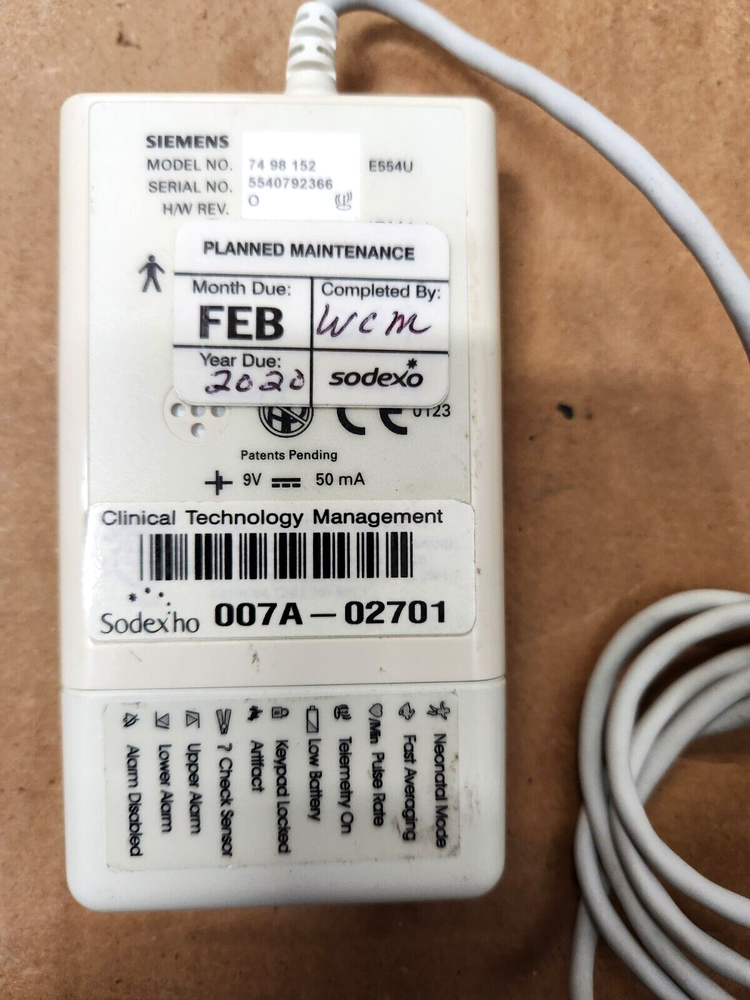 SIEMENS
MODEL NO. 74 98 152 E554U
SERIAL NO. 5540792366
H/W REV. O
PLANNED MAINTENANCE
Month Due: Completed By:
FEB WCM
Year Due:
2020 sodexo
0123
Patents Pending
9V 50 mA
Clinical Technology Management
Sodexho 007A-02701
Neonatal Mode
Fast Averaging
/Min Pulse Rate
Telemetry On
Low Battery
Keypad Locked
Artifact
? Check Sensor
Upper Alarm
Lower Alarm
Alarm Disabled